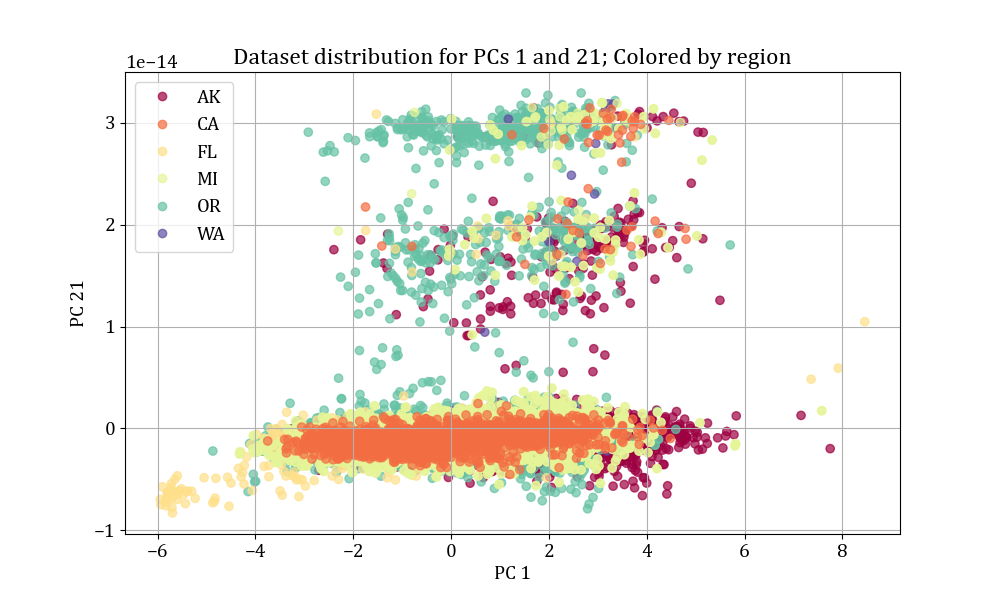 Dataset distribution for PCs 1 and 21; Colored by region
1e−14
AK
CA
FL
MI
OR
WA
3
2
1
0
−1
PC 21
−6 −4 −2 0 2 4 6 8
PC 1